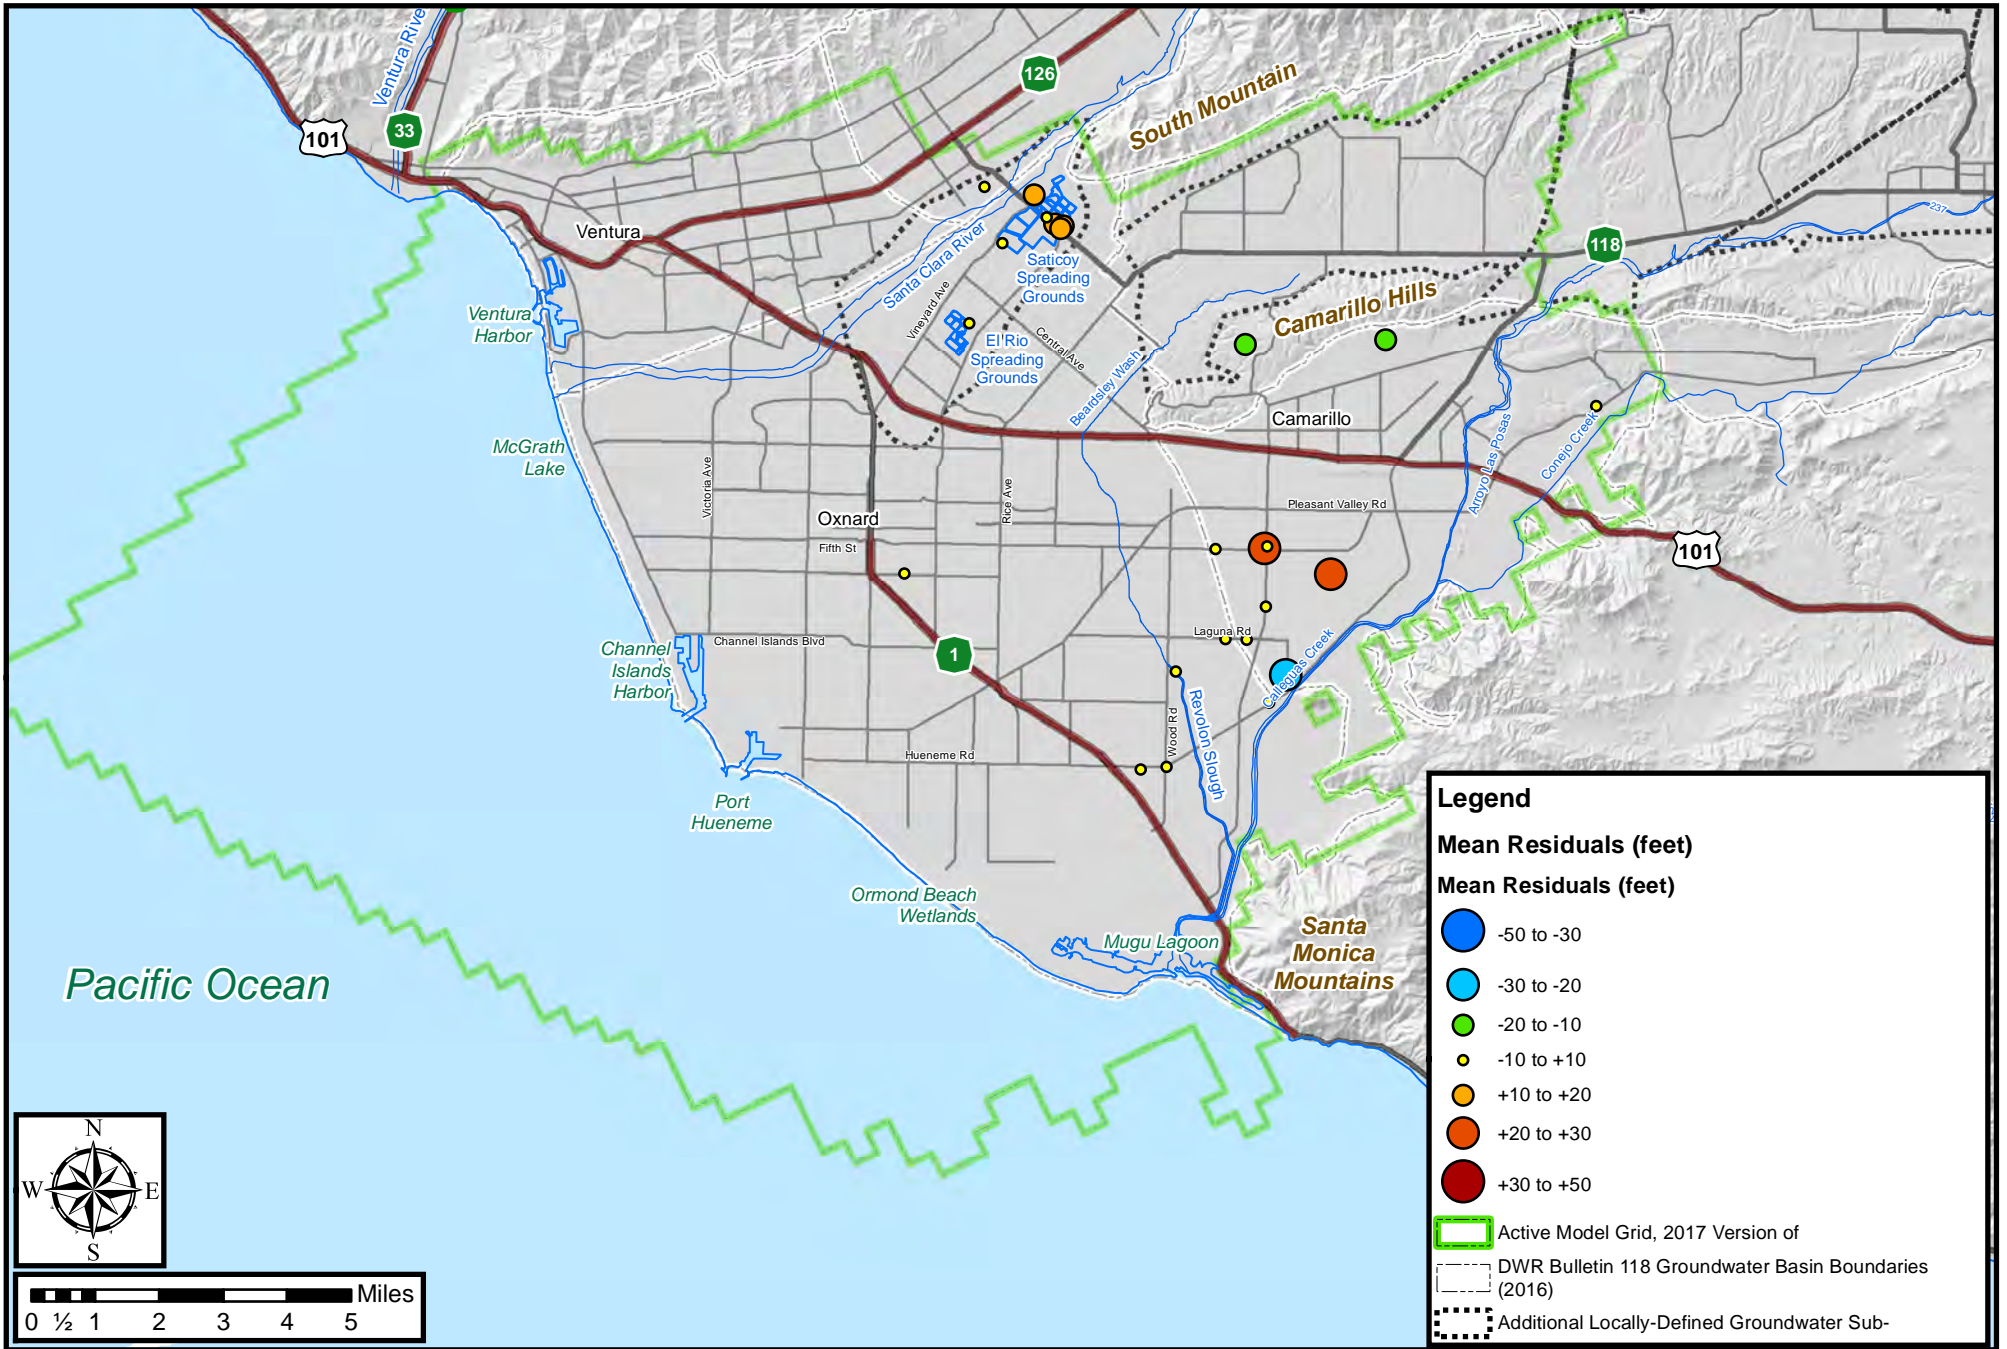 Ventura River
126
South Mountain
33
101
Ventura
Santa Clara River
Saticoy
Spreading
Grounds
118
237
Camarillo Hills
Ventura
Harbor
Vineyard Ave
El Rio
Spreading
Grounds
Central Ave
Beardsley Wash
Camarillo
McGrath
Lake
Victoria Ave
Rice Ave
Arroyo Las Posas
Conejo Creek
Pleasant Valley Rd
Oxnard
Fifth St
101
Channel Islands Blvd
Laguna Rd
Channel
Islands
Harbor
1
Calleguas Creek
Revolon Slough
Wood Rd
Hueneme Rd
Port
Hueneme
Ormond Beach
Wetlands
Mugu Lagoon
Santa
Monica
Mountains
Pacific Ocean
N
W E
S
Miles
0 ½ 1 2 3 4 5
Legend
Mean Residuals (feet)
Mean Residuals (feet)
-50 to -30
-30 to -20
-20 to -10
-10 to +10
+10 to +20
+20 to +30
+30 to +50
Active Model Grid, 2017 Version of
DWR Bulletin 118 Groundwater Basin Boundaries
(2016)
Additional Locally-Defined Groundwater Sub-